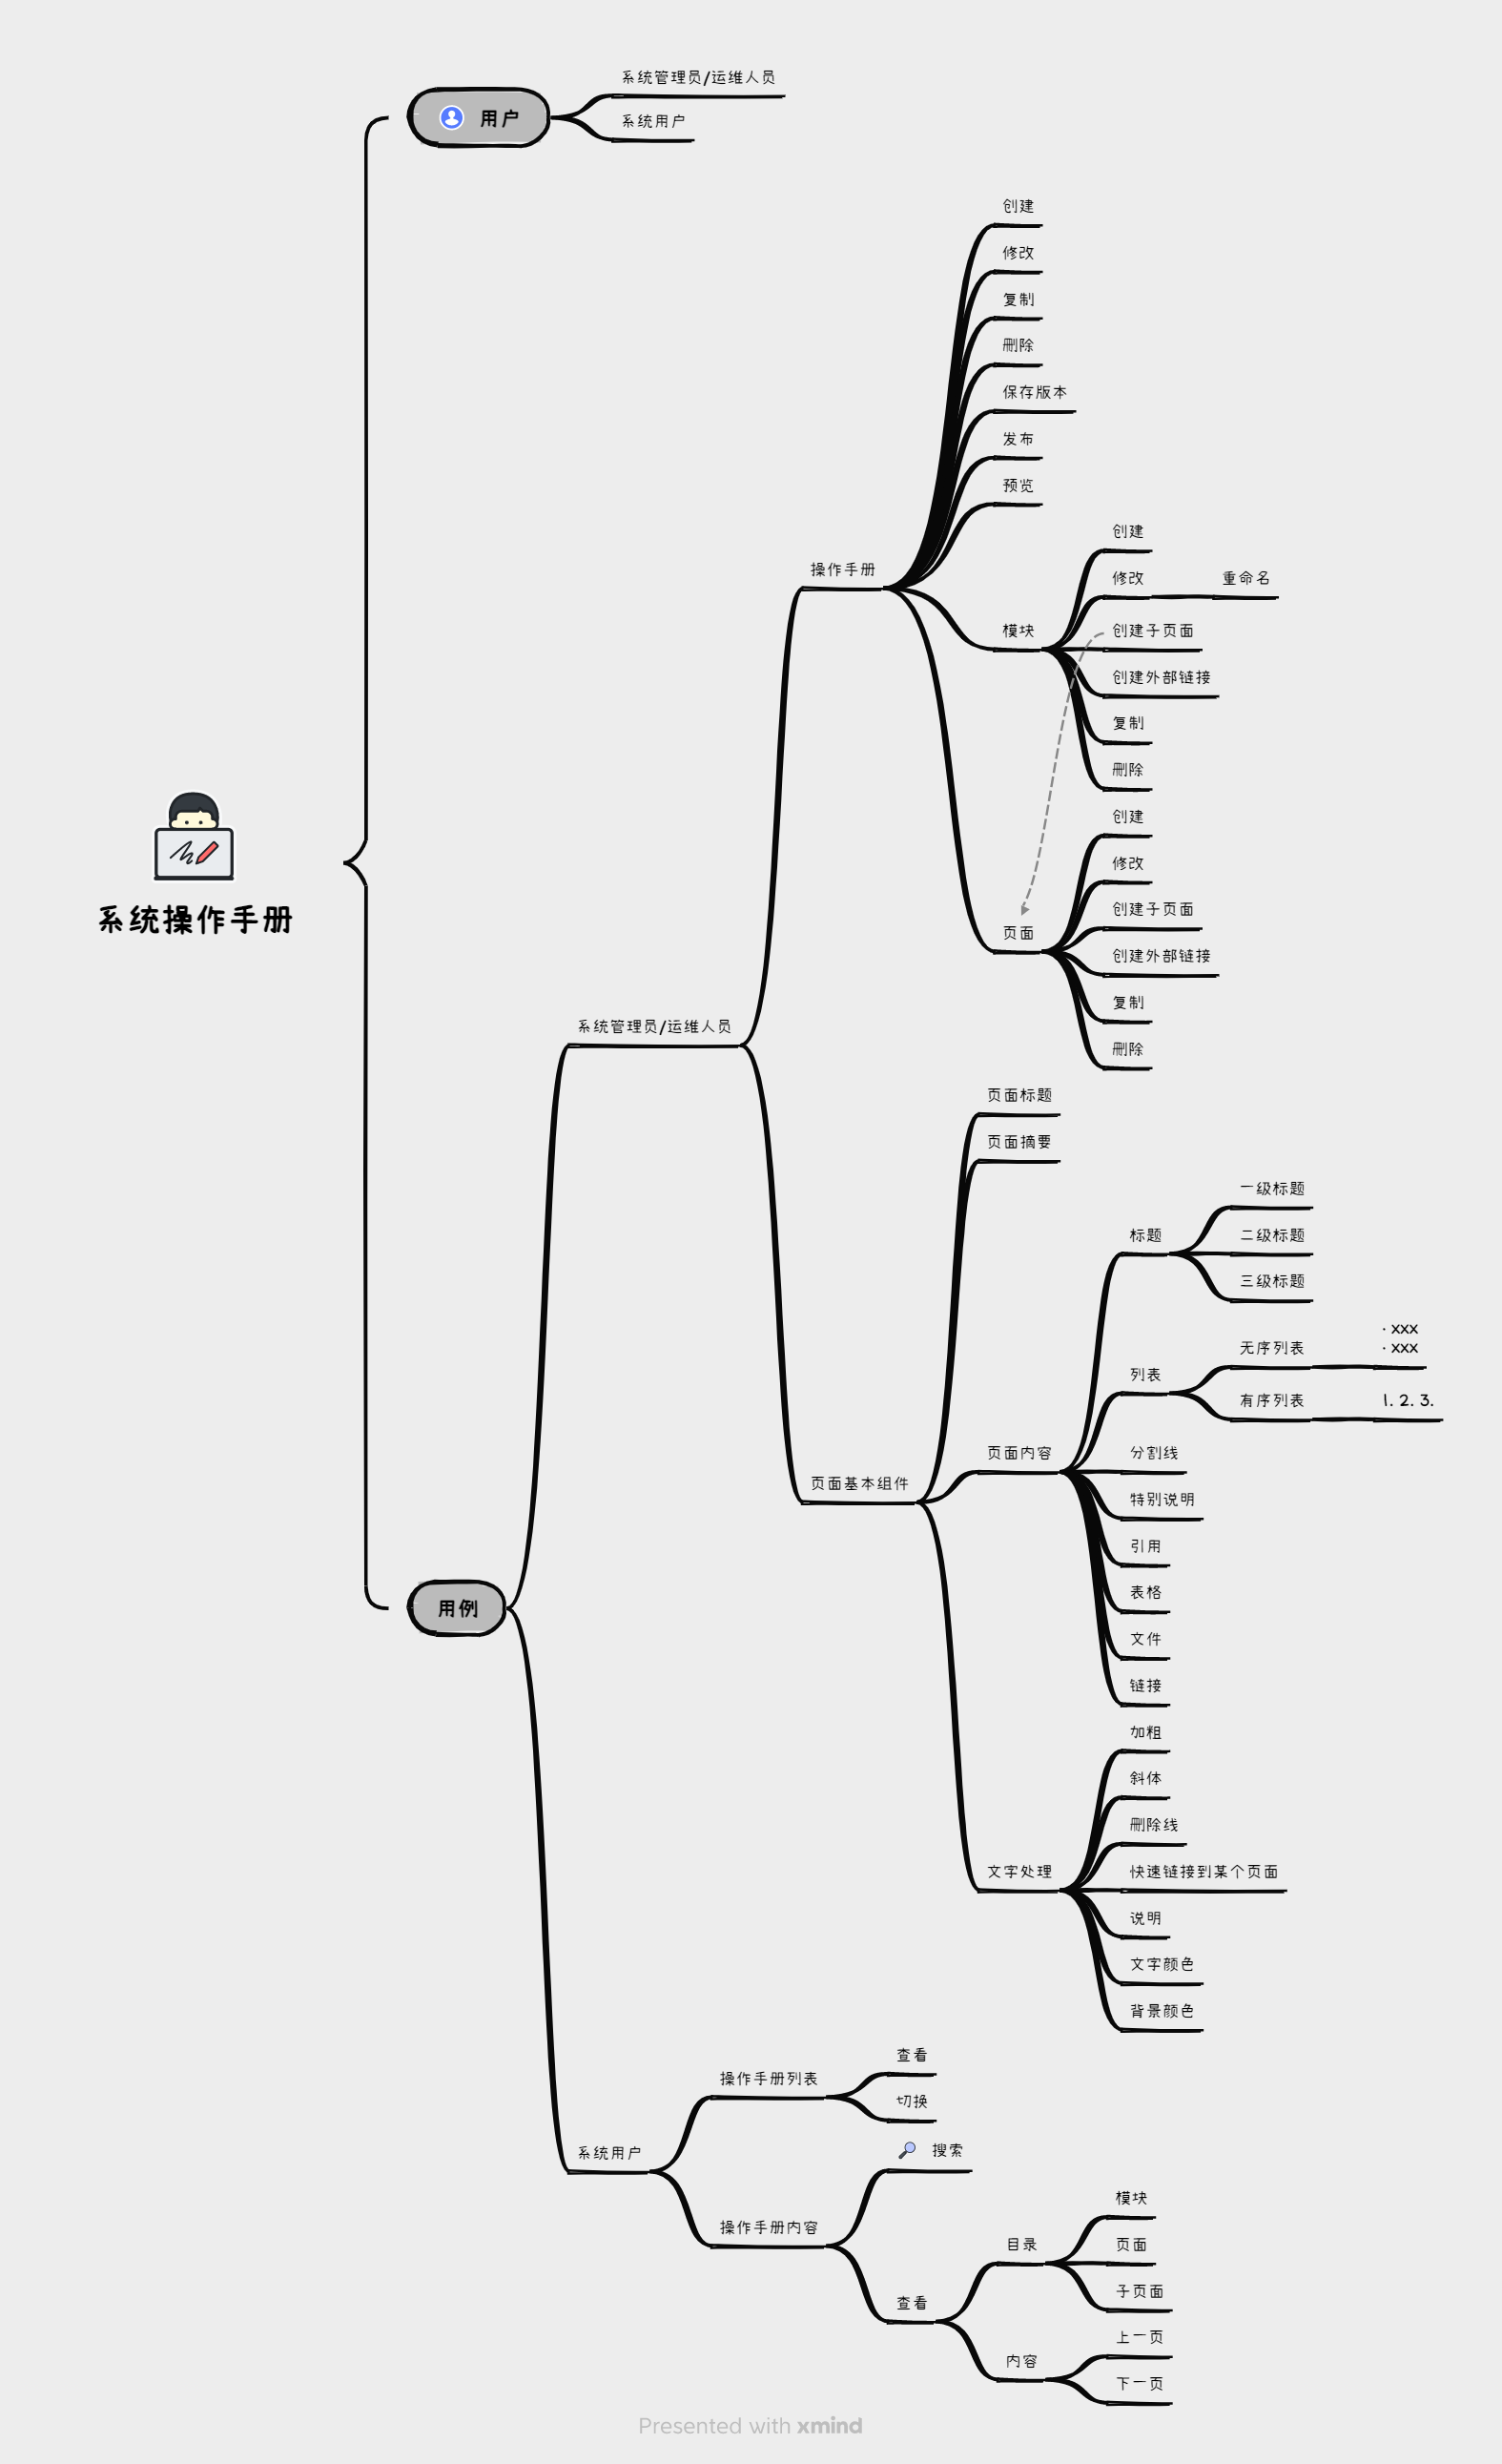 系统操作手册
用户
系统管理员/运维人员
系统用户
用例
系统管理员/运维人员
操作手册
创建
修改
复制
删除
保存版本
发布
预览
模块
创建
修改
重命名
创建子页面
创建外部链接
复制
删除
页面
创建
修改
创建子页面
创建外部链接
复制
删除
页面基本组件
页面标题
页面摘要
页面内容
标题
一级标题
二级标题
三级标题
列表
无序列表
· xxx
· xxx
有序列表
1. 2. 3.
分割线
特别说明
引用
表格
文件
链接
文字处理
加粗
斜体
删除线
快速链接到某个页面
说明
文字颜色
背景颜色
系统用户
操作手册列表
查看
切换
操作手册内容
搜索
查看
目录
模块
页面
子页面
内容
上一页
下一页
Presented with xmind